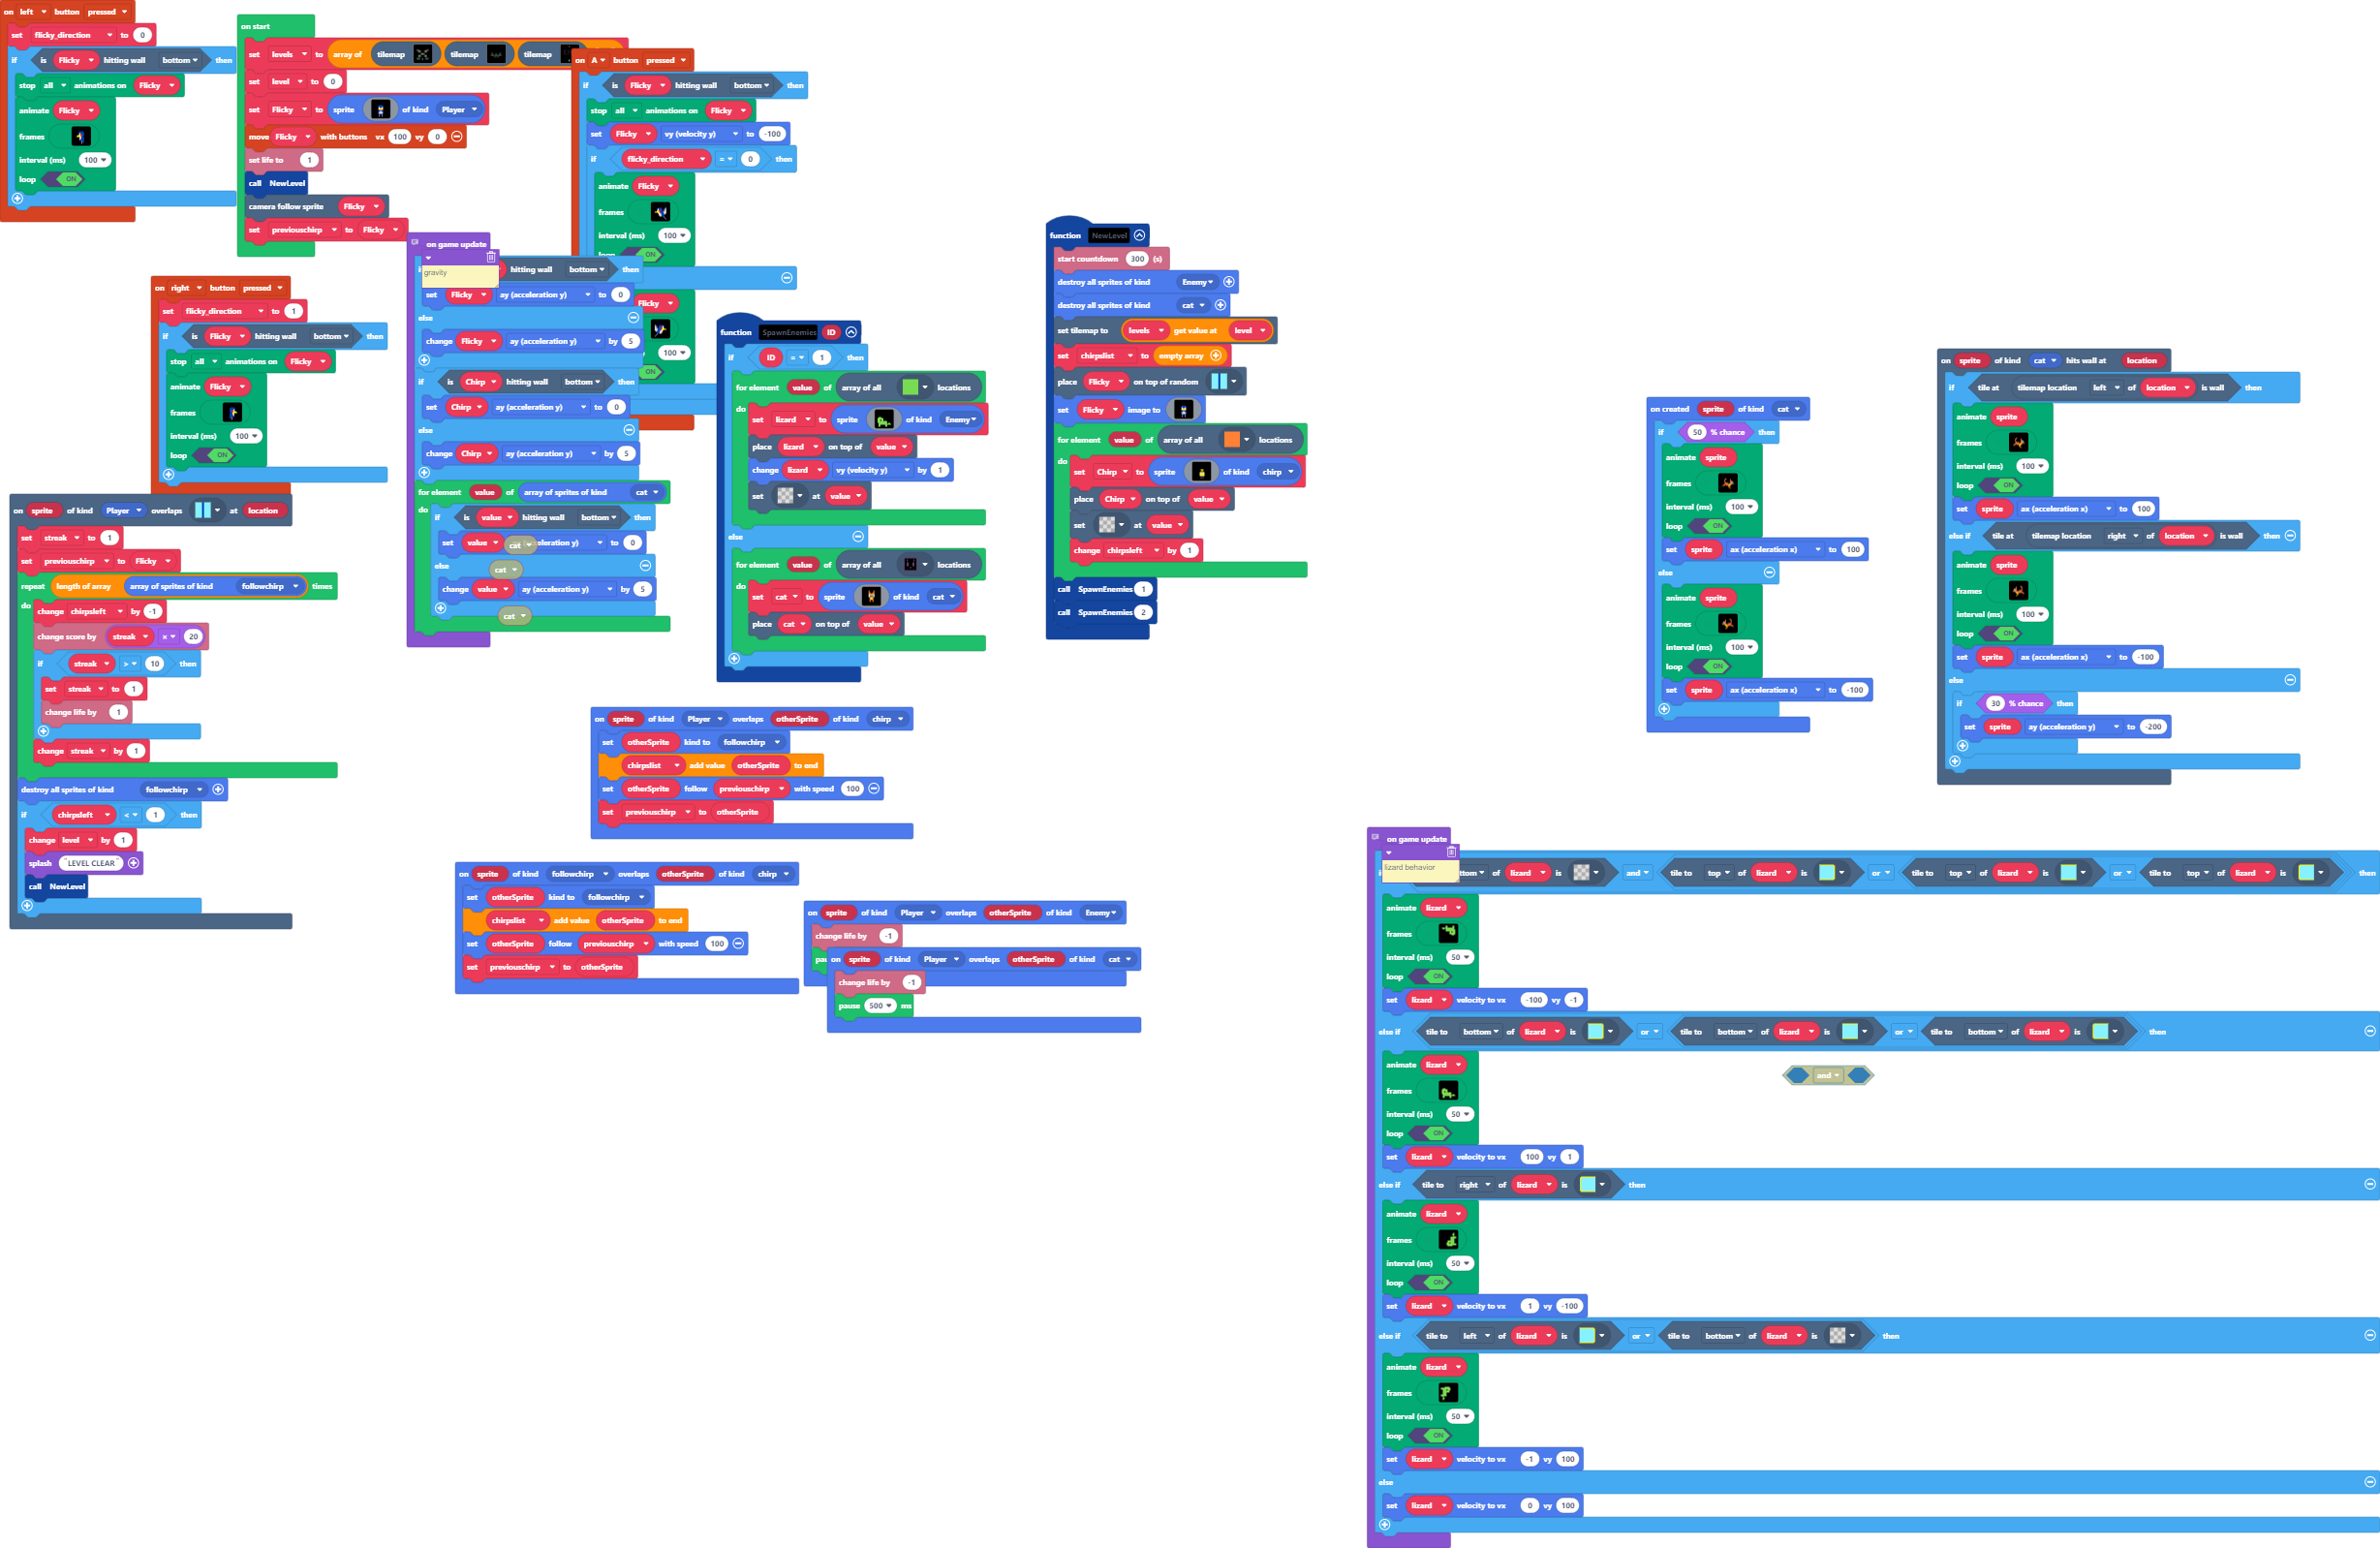 on left button pressed
set flicky_direction to 0
if is Flicky hitting wall bottom then
stop all animations on Flicky
animate Flicky
frames
interval (ms) 100
loop ON
on start
set levels to array of tilemap tilemap tilemap
set level to 0
set Flicky to sprite of kind Player
move Flicky with buttons vx 100 vy 0
set life to 1
call NewLevel
camera follow sprite Flicky
set previouschirp to Flicky
on A button pressed
if is Flicky hitting wall bottom then
stop all animations on Flicky
set Flicky vy (velocity y) to -100
if flicky_direction = 0 then
animate Flicky
frames
interval (ms) 100
ON
Flicky
100
ON
on right button pressed
set flicky_direction to 1
if is Flicky hitting wall bottom then
stop all animations on Flicky
animate Flicky
frames
interval (ms) 100
loop ON
on game update
gravity
hitting wall bottom then
set Flicky ay (acceleration y) to 0
else
change Flicky ay (acceleration y) by 5
if is Chirp hitting wall bottom then
set Chirp ay (acceleration y) to 0
else
change Chirp ay (acceleration y) by 5
for element value of array of sprites of kind cat
do if is value hitting wall bottom then
set value cat eleration y) to 0
else cat
change value ay (acceleration y) by 5
cat
function SpawnEnemies ID
if ID = 1 then
for element value of array of all locations
do set lizard to sprite of kind Enemy
place lizard on top of value
change lizard vy (velocity y) by 1
set at value
else
for element value of array of all locations
do set cat to sprite of kind cat
place cat on top of value
function NewLevel
start countdown 300 (s)
destroy all sprites of kind Enemy
destroy all sprites of kind cat
set tilemap to levels get value at level
set chirpslist to empty array
place Flicky on top of random
set Flicky image to
for element value of array of all locations
do set Chirp to sprite of kind chirp
place Chirp on top of value
set at value
change chirpsleft by 1
call SpawnEnemies 1
call SpawnEnemies 2
on created sprite of kind cat
if 50 % chance then
animate sprite
frames
interval (ms) 100
loop ON
set sprite ax (acceleration x) to 100
else
animate sprite
frames
interval (ms) 100
loop ON
set sprite ax (acceleration x) to -100
on sprite of kind cat hits wall at location
if tile at tilemap location left of location is wall then
animate sprite
frames
interval (ms) 100
loop ON
set sprite ax (acceleration x) to 100
else if tile at tilemap location right of location is wall then
animate sprite
frames
interval (ms) 100
loop ON
set sprite ax (acceleration x) to -100
else
if 30 % chance then
set sprite ay (acceleration y) to -200
on sprite of kind Player overlaps at location
set streak to 1
set previouschirp to Flicky
repeat length of array array of sprites of kind followchirp times
do change chirpsleft by -1
change score by streak x 20
if streak > 10 then
set streak to 1
change life by 1
change streak by 1
destroy all sprites of kind followchirp
if chirpsleft < 1 then
change level by 1
splash "LEVEL CLEAR"
call NewLevel
on sprite of kind Player overlaps otherSprite of kind chirp
set otherSprite kind to followchirp
chirpslist add value otherSprite to end
set otherSprite follow previouschirp with speed 100
set previouschirp to otherSprite
on sprite of kind followchirp overlaps otherSprite of kind chirp
set otherSprite kind to followchirp
chirpslist add value otherSprite to end
set otherSprite follow previouschirp with speed 100
set previouschirp to otherSprite
on sprite of kind Player overlaps otherSprite of kind Enemy
change life by -1
on sprite of kind Player overlaps otherSprite of kind cat
change life by -1
pause 500 ms
on game update
lizard behavior
ttom of lizard is and tile to top of lizard is or tile to top of lizard is or tile to top of lizard is then
animate lizard
frames
interval (ms) 50
loop ON
set lizard velocity to vx -100 vy -1
else if tile to bottom of lizard is or tile to bottom of lizard is or tile to bottom of lizard is then
animate lizard
and
frames
interval (ms) 50
loop ON
set lizard velocity to vx 100 vy 1
else if tile to right of lizard is then
animate lizard
frames
interval (ms) 50
loop ON
set lizard velocity to vx 1 vy -100
else if tile to left of lizard is or tile to bottom of lizard is then
animate lizard
frames
interval (ms) 50
loop ON
set lizard velocity to vx -1 vy 100
else
set lizard velocity to vx 0 vy 100